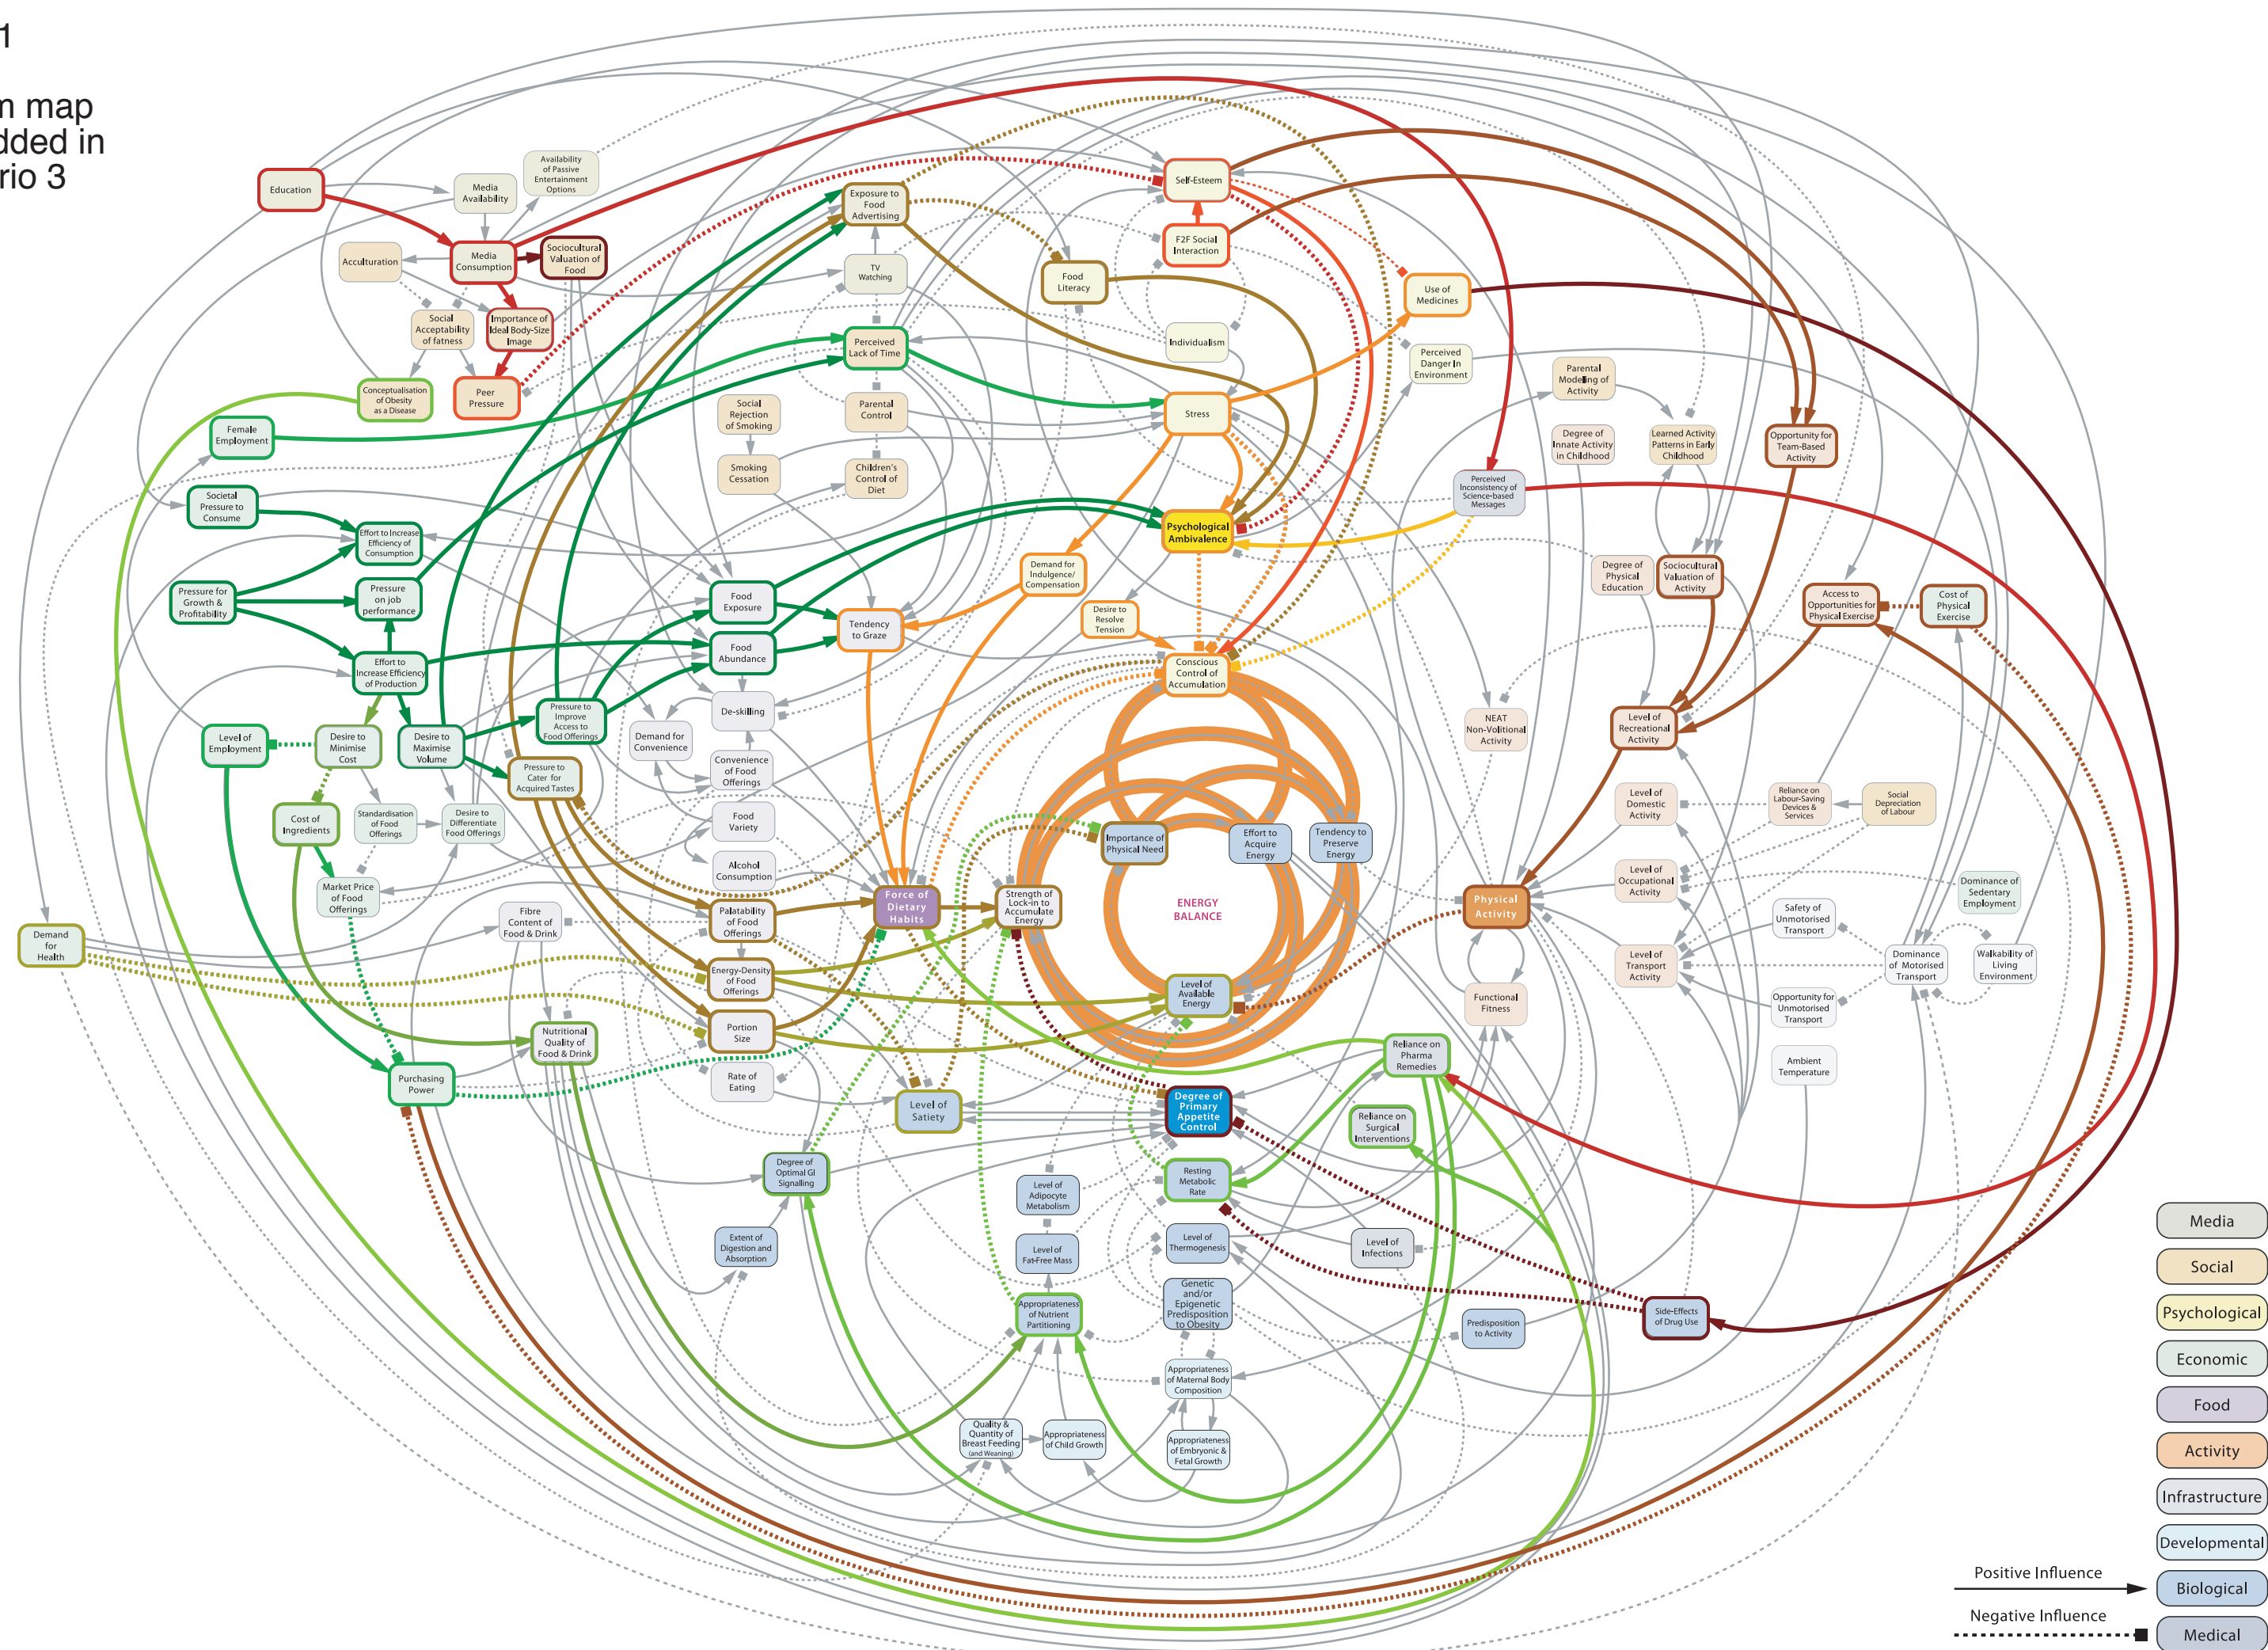 1
m map
dded in
rio 3
Education
Media
Availability
Availability
of Passive
Entertainment
Options
Acculturation
Media
Consumption
Sociocultural
Valuation of
Food
Social
Acceptability
of fatness
Importance of
Ideal Body-Size
Image
Conceptualisation
of Obesity
as a Disease
Peer
Pressure
Exposure to
Food
Advertising
TV
Watching
Perceived
Lack of Time
Parental
Control
Children's
Control of
Diet
Social
Rejection
of Smoking
Smoking
Cessation
Self-Esteem
F2F Social
Interaction
Food
Literacy
Individualism
Stress
Use of
Medicines
Perceived
Danger In
Environment
Perceived
Inconsistency of
Science-based
Messages
Psychological
Ambivalence
Demand for
Indulgence/
Compensation
Desire to
Resolve
Tension
Conscious
Control of
Accumulation
Parental
Modeling of
Activity
Degree of
Innate Activity
in Childhood
Learned Activity
Patterns in Early
Childhood
Opportunity for
Team-Based
Activity
Degree of
Physical
Education
Sociocultural
Valuation of
Activity
Access to
Opportunities for
Physical Exercise
Cost of
Physical
Exercise
Female
Employment
Societal
Pressure to
Consume
Effort to Increase
Efficiency of
Consumption
Pressure for
Growth &
Profitability
Pressure
on job
performance
Effort to
Increase Efficiency
of Production
Level of
Employment
Desire to
Minimise
Cost
Desire to
Maximise
Volume
Pressure to
Improve
Access to
Food Offerings
Pressure to
Cater for
Acquired Tastes
Cost of
Ingredients
Standardisation
of Food
Offerings
Desire to
Differentiate
Food Offerings
Market Price
of Food
Offerings
Demand
for
Health
Fibre
Content of
Food & Drink
Nutritional
Quality of
Food & Drink
Purchasing
Power
Food
Exposure
Food
Abundance
Tendency
to Graze
De-skilling
Demand for
Convenience
Convenience
of Food
Offerings
Food
Variety
Alcohol
Consumption
Palatability
of Food
Offerings
Energy-Density
of Food
Offerings
Portion
Size
Rate of
Eating
Force of
Dietary
Habits
Strength of
Lock-in to
Accumulate
Energy
Importance of
Physical Need
Effort to
Acquire
Energy
Tendency to
Preserve
Energy
ENERGY
BALANCE
Level of
Available
Energy
NEAT
Non-Volitional
Activity
Level of
Recreational
Activity
Level of
Domestic
Activity
Reliance on
Labour-Saving
Devices &
Services
Social
Depreciation
of Labour
Level of
Occupational
Activity
Dominance of
Sedentary
Employment
Physical
Activity
Safety of
Unmotorised
Transport
Level of
Transport
Activity
Dominance
of Motorised
Transport
Walkability of
Living
Environment
Opportunity for
Unmotorised
Transport
Functional
Fitness
Ambient
Temperature
Reliance on
Pharma
Remedies
Reliance on
Surgical
Interventions
Level of
Satiety
Degree of
Primary
Appetite
Control
Degree of
Optimal GI
Signalling
Resting
Metabolic
Rate
Level of
Adipocyte
Metabolism
Extent of
Digestion and
Absorption
Level of
Fat-Free Mass
Level of
Thermogenesis
Level of
Infections
Appropriateness
of Nutrient
Partitioning
Genetic
and/or
Epigenetic
Predisposition
to Obesity
Predisposition
to Activity
Side-Effects
of Drug Use
Appropriateness
of Maternal Body
Composition
Quality &
Quantity of
Breast Feeding
(and Weaning)
Appropriateness
of Child Growth
Appropriateness
of Embryonic &
Fetal Growth
Media
Social
Psychological
Economic
Food
Activity
Infrastructure
Developmental
Biological
Medical
Positive Influence
Negative Influence